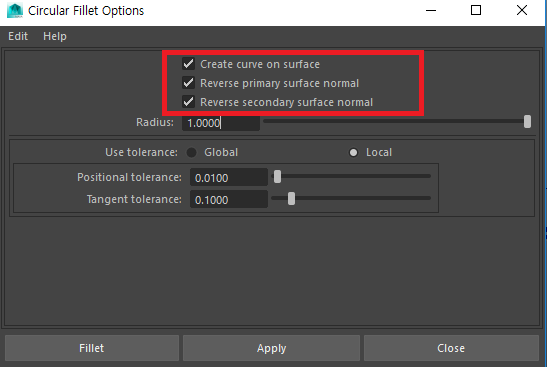 Circular Fillet Options
Edit Help
Create curve on surface
Reverse primary surface normal
Reverse secondary surface normal
Radius: 1.0000
Use tolerance: Global Local
Positional tolerance: 0.0100
Tangent tolerance: 0.1000
Fillet Apply Close